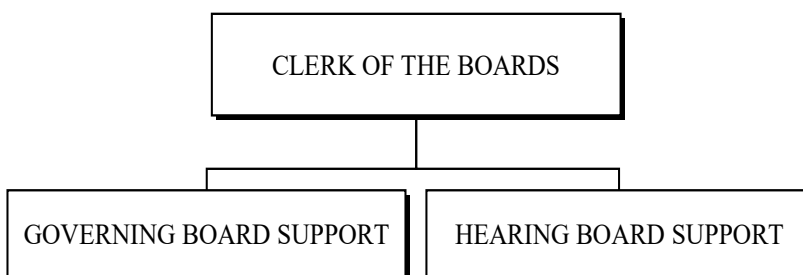 CLERK OF THE BOARDS
GOVERNING BOARD SUPPORT
HEARING BOARD SUPPORT